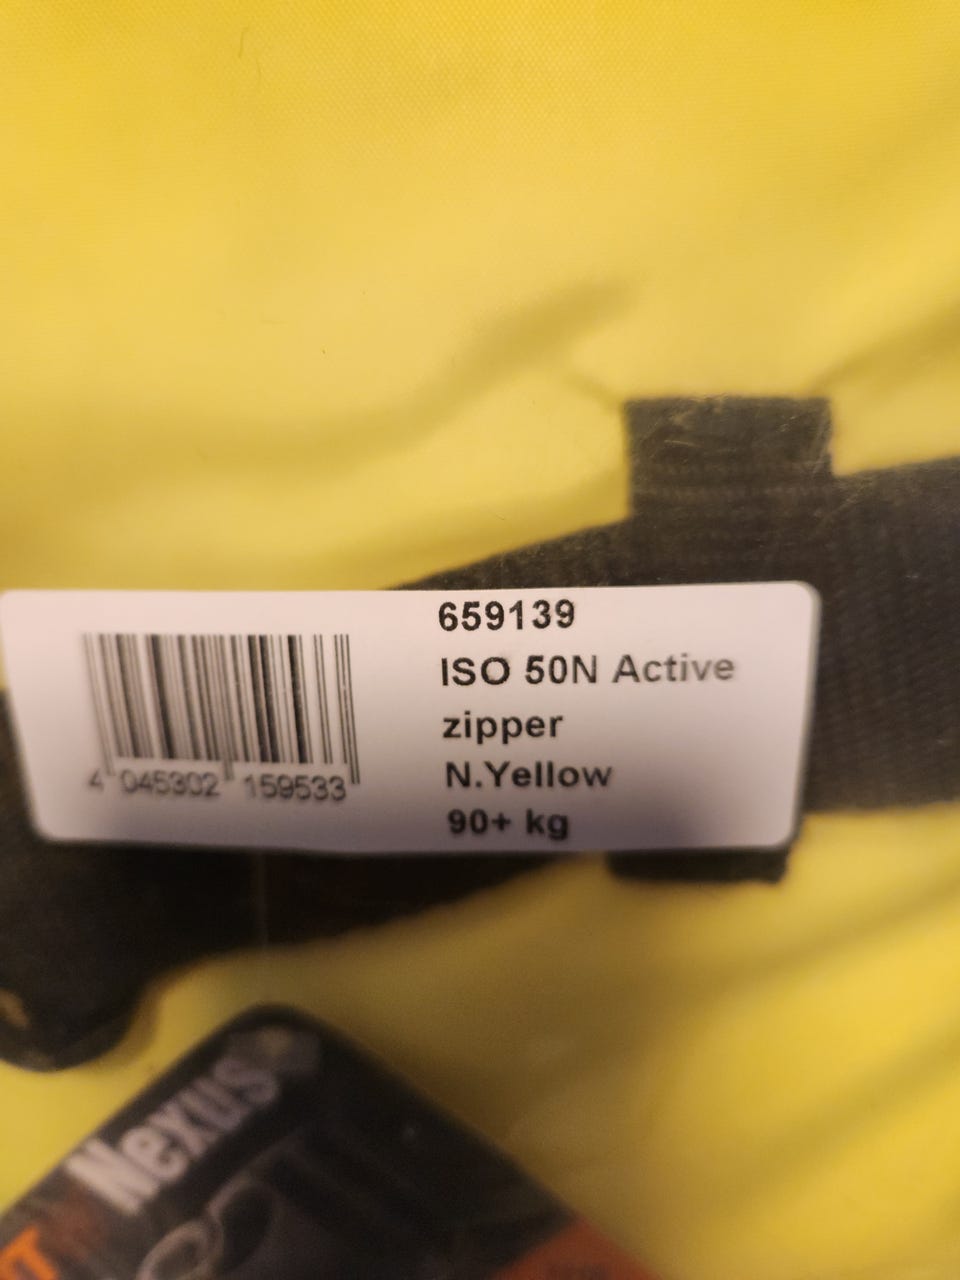 659139
ISO 50N Active
zipper
N.Yellow
90+ kg
4 045302 159533
Nexus